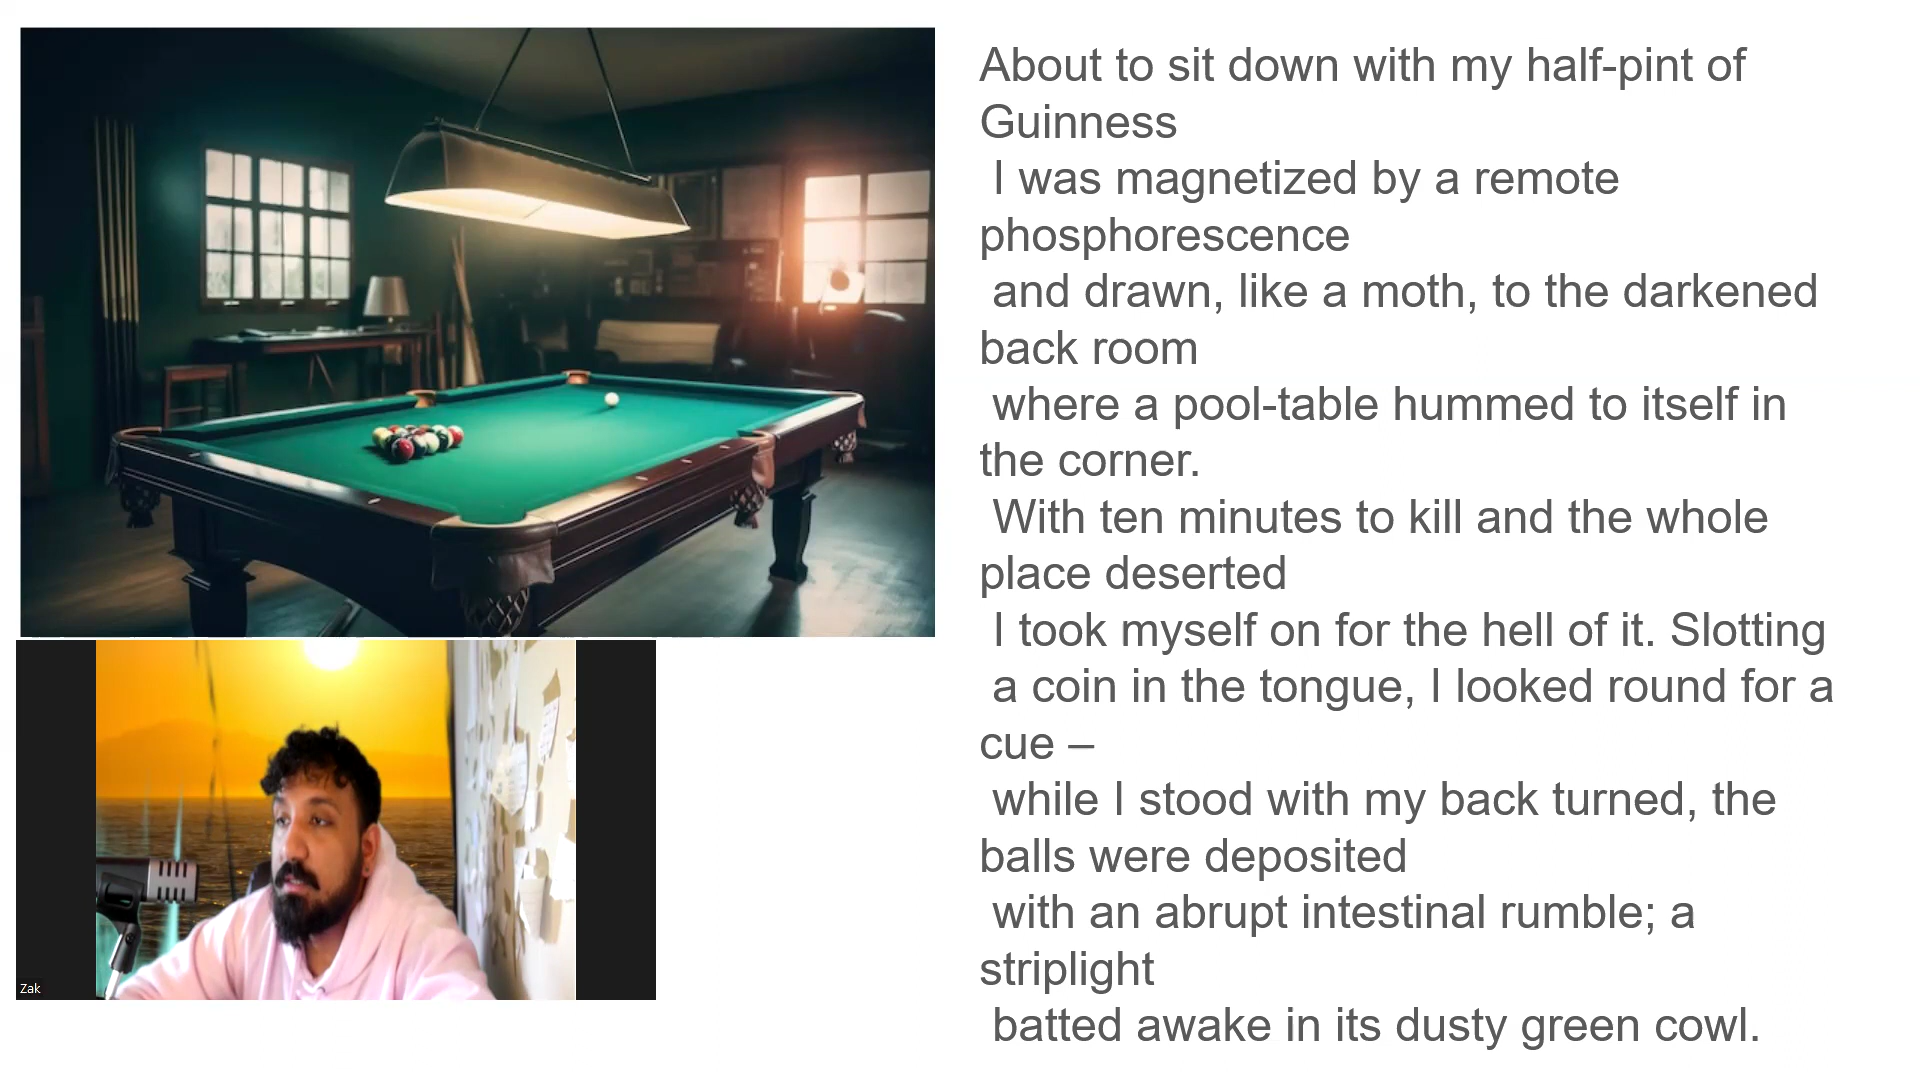 About to sit down with my half-pint of
Guinness
I was magnetized by a remote
phosphorescence
and drawn, like a moth, to the darkened
back room
where a pool-table hummed to itself in
the corner.
With ten minutes to kill and the whole
place deserted
I took myself on for the hell of it. Slotting
a coin in the tongue, I looked round for a
cue –
while I stood with my back turned, the
balls were deposited
with an abrupt intestinal rumble; a
striplight
batted awake in its dusty green cowl.
Zak